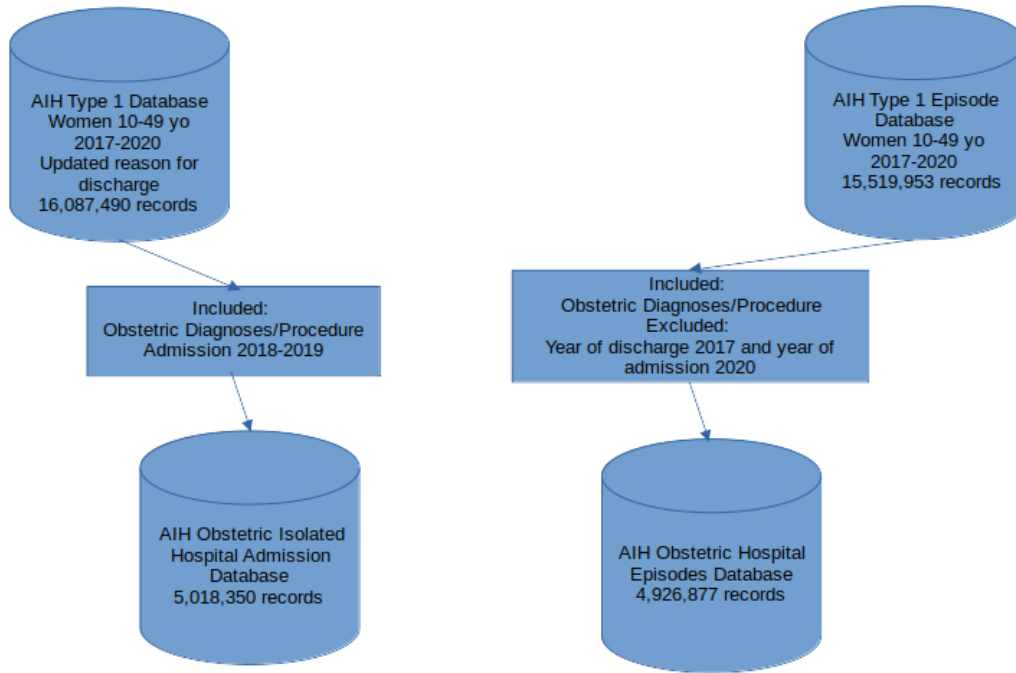 AIH Type 1 Database
Women 10-49 yo
2017-2020
Updated reason for
discharge
16,087,490 records
AIH Type 1 Episode
Database
Women 10-49 yo
2017-2020
15,519,953 records
Included:
Obstetric Diagnoses/Procedure
Admission 2018-2019
Included:
Obstetric Diagnoses/Procedure
Excluded:
Year of discharge 2017 and year of
admission 2020
AIH Obstetric Isolated
Hospital Admission
Database
5,018,350 records
AIH Obstetric Hospital
Episodes Database
4,926,877 records